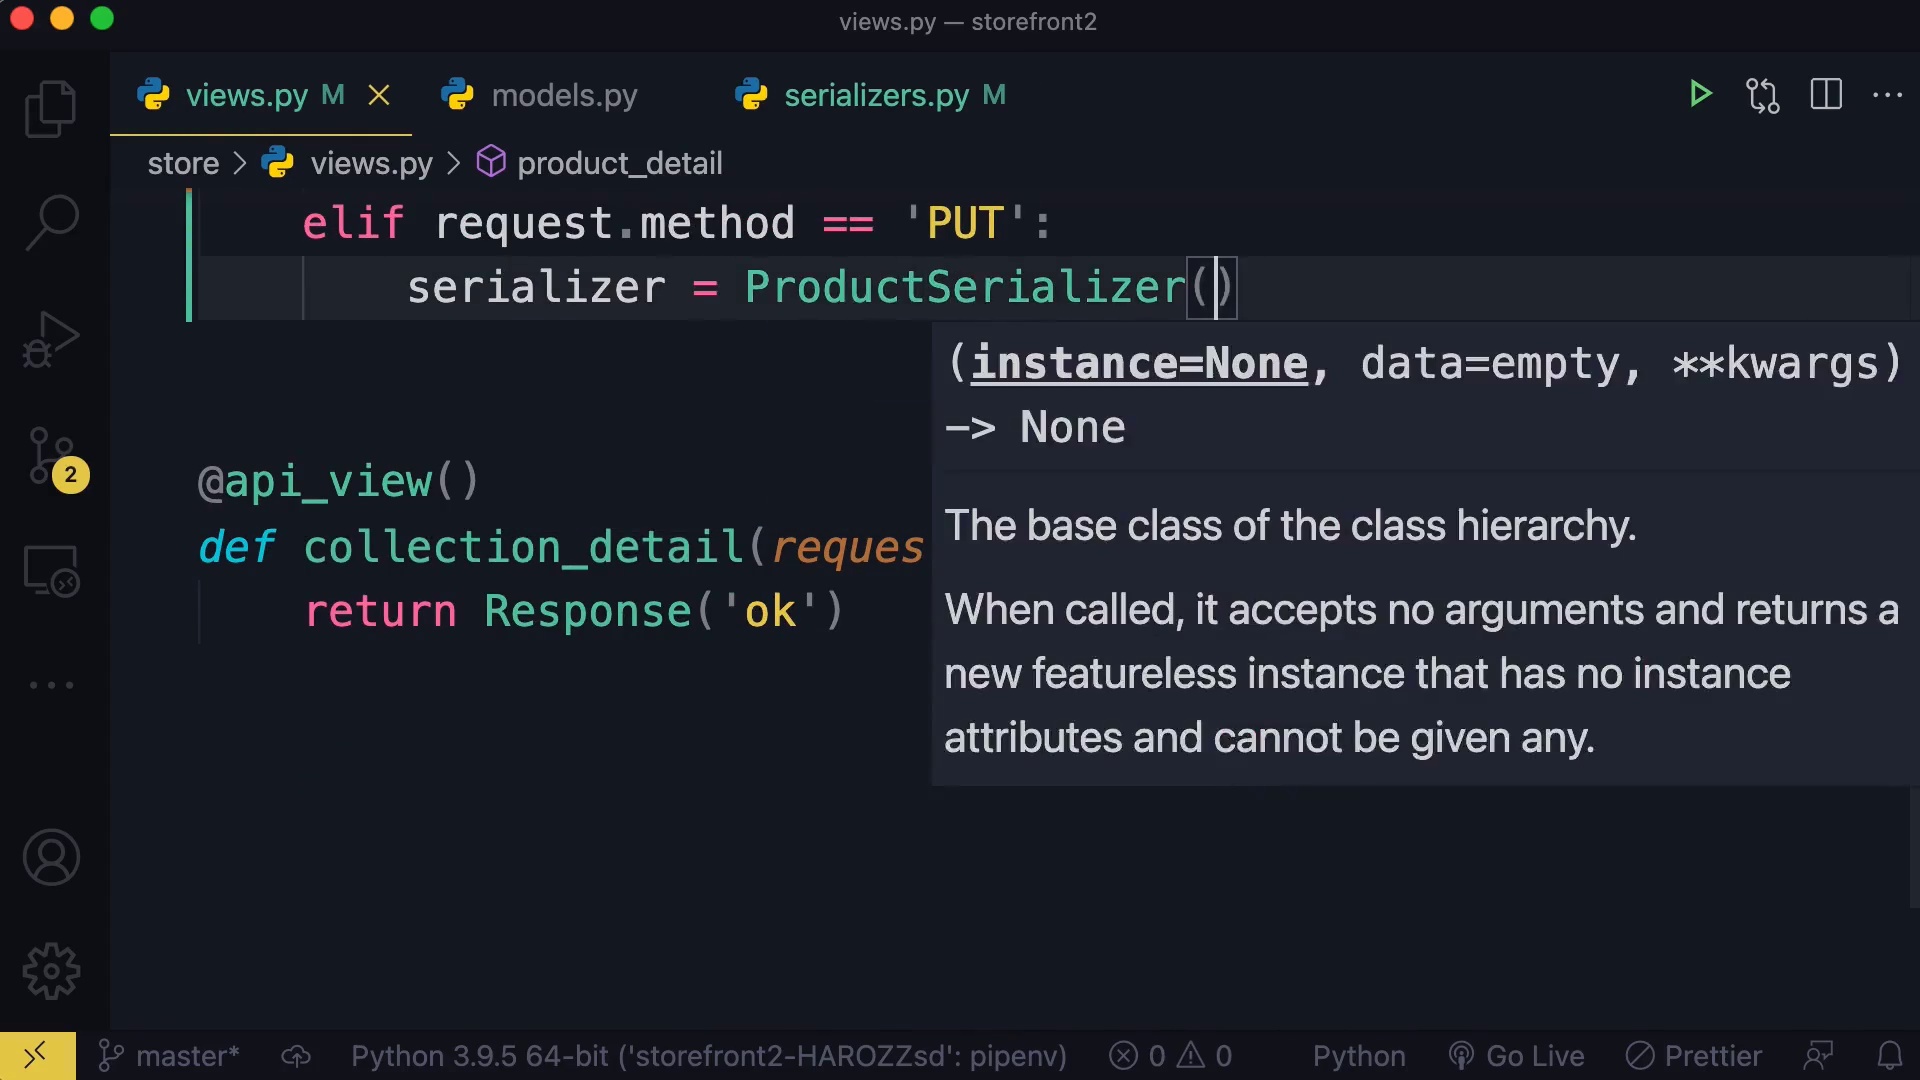 views.py — storefront2
views.py M
models.py
serializers.py M
store > views.py > product_detail
elif request.method == 'PUT':
serializer = ProductSerializer()
(instance=None, data=empty, **kwargs)
—> None
The base class of the class hierarchy.
When called, it accepts no arguments and returns a
new featureless instance that has no instance
attributes and cannot be given any.
@api_view()
def collection_detail(reques
return Response('ok')
2
master*
Python 3.9.5 64-bit ('storefront2-HAROZZsd': pipenv)
0
0
Python
Go Live
Prettier